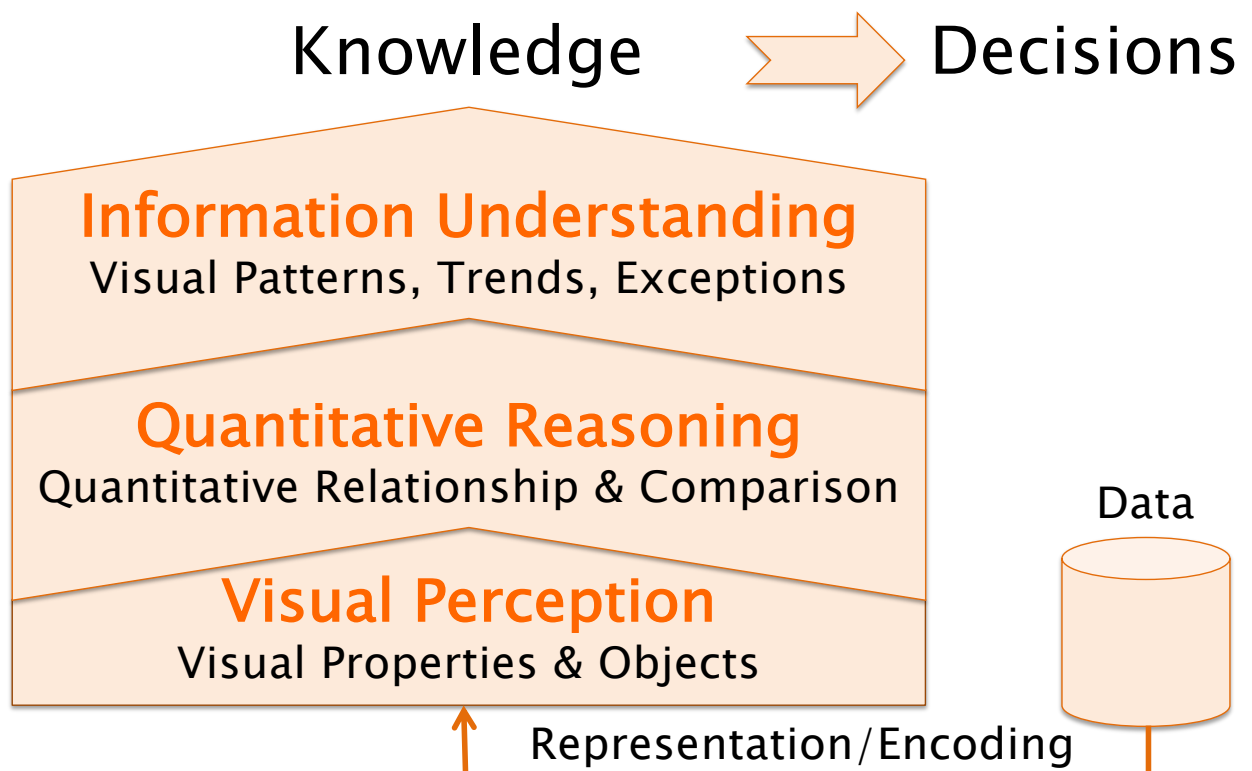 Knowledge
Decisions
Information Understanding
Visual Patterns, Trends, Exceptions
Quantitative Reasoning
Quantitative Relationship & Comparison
Data
Visual Perception
Visual Properties & Objects
Representation/Encoding